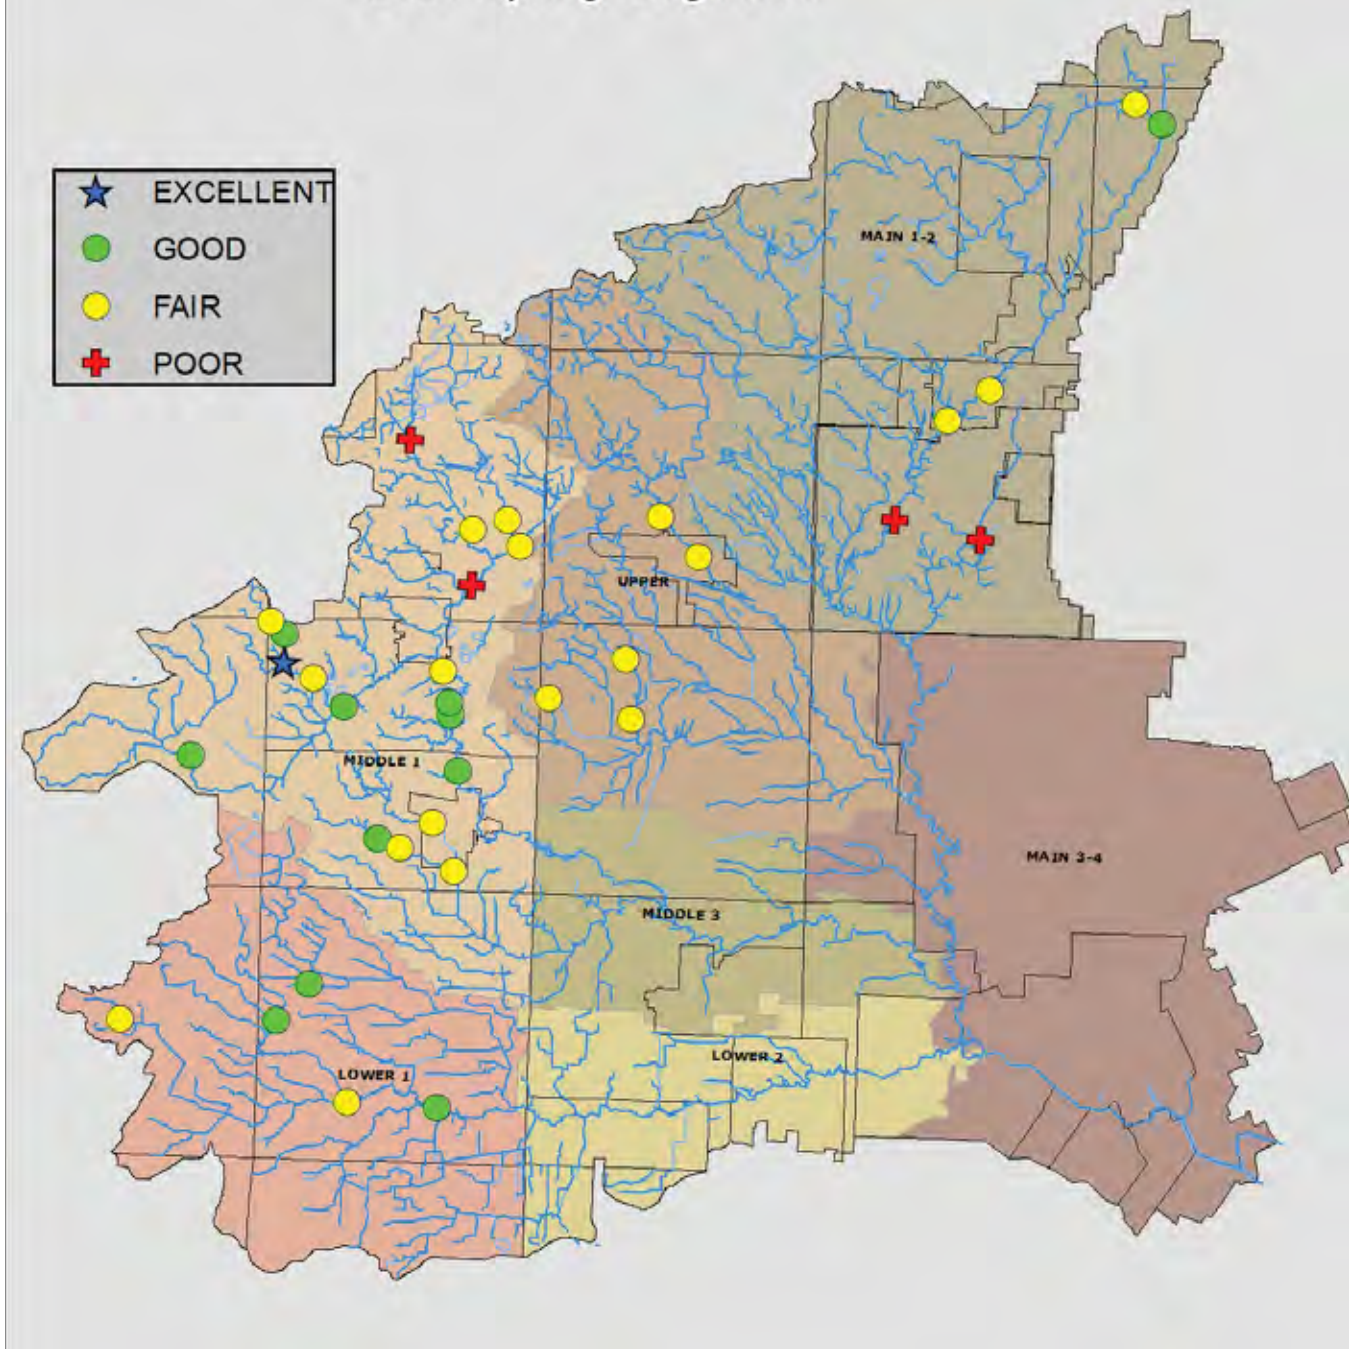 EXCELLENT
GOOD
FAIR
POOR
MAIN 1-2
UPPER
MIDDLE 1
MAIN 3-4
MIDDLE 3
LOWER 2
LOWER 1